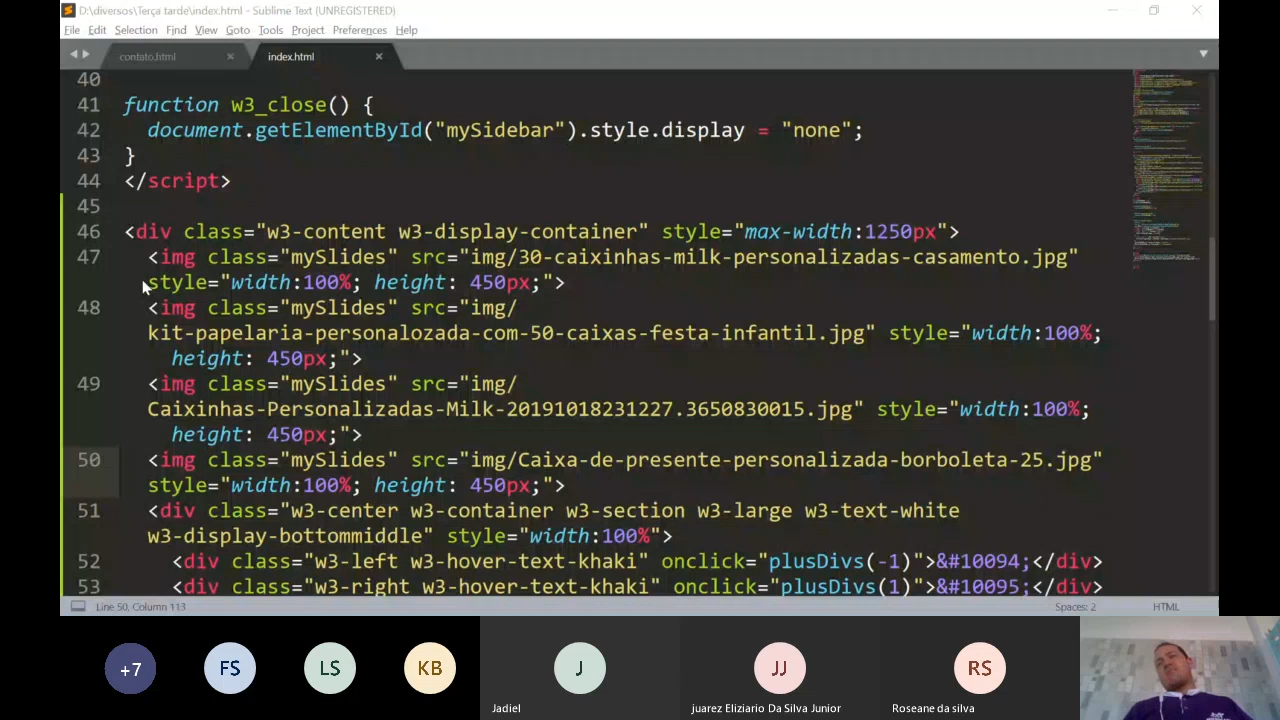 D:\diversos\Terça tarde\index.html - Sublime Text (UNREGISTERED)
File Edit Selection Find View Goto Tools Project Preferences Help
contato.html index.html
40
41 function w3_close() {
42 document.getElementById("mySidebar").style.display = "none";
43 }
44 </script>
45
46 <div class="w3-content w3-display-container" style="max-width:1250px">
47 <img class="mySlides" src="img/30-caixinhas-milk-personalizadas-casamento.jpg"
style="width:100%; height: 450px;">
48 <img class="mySlides" src="img/
kit-papelaria-personalozada-com-50-caixas-festa-infantil.jpg" style="width:100%;
height: 450px;">
49 <img class="mySlides" src="img/
Caixinhas-Personalizadas-Milk-20191018231227.3650830015.jpg" style="width:100%;
height: 450px;">
50 <img class="mySlides" src="img/Caixa-de-presente-personalizada-borboleta-25.jpg"
style="width:100%; height: 450px;">
51 <div class="w3-center w3-container w3-section w3-large w3-text-white
w3-display-bottommiddle" style="width:100%">
52 <div class="w3-left w3-hover-text-khaki" onclick="plusDivs(-1)">&#10094;</div>
53 <div class="w3-right w3-hover-text-khaki" onclick="plusDivs(1)">&#10095;</div>
Line 50, Column 113 Spaces: 2 HTML
+7 FS LS KB J JJ RS
Jadiel juarez Eliziario Da Silva Junior Roseane da silva